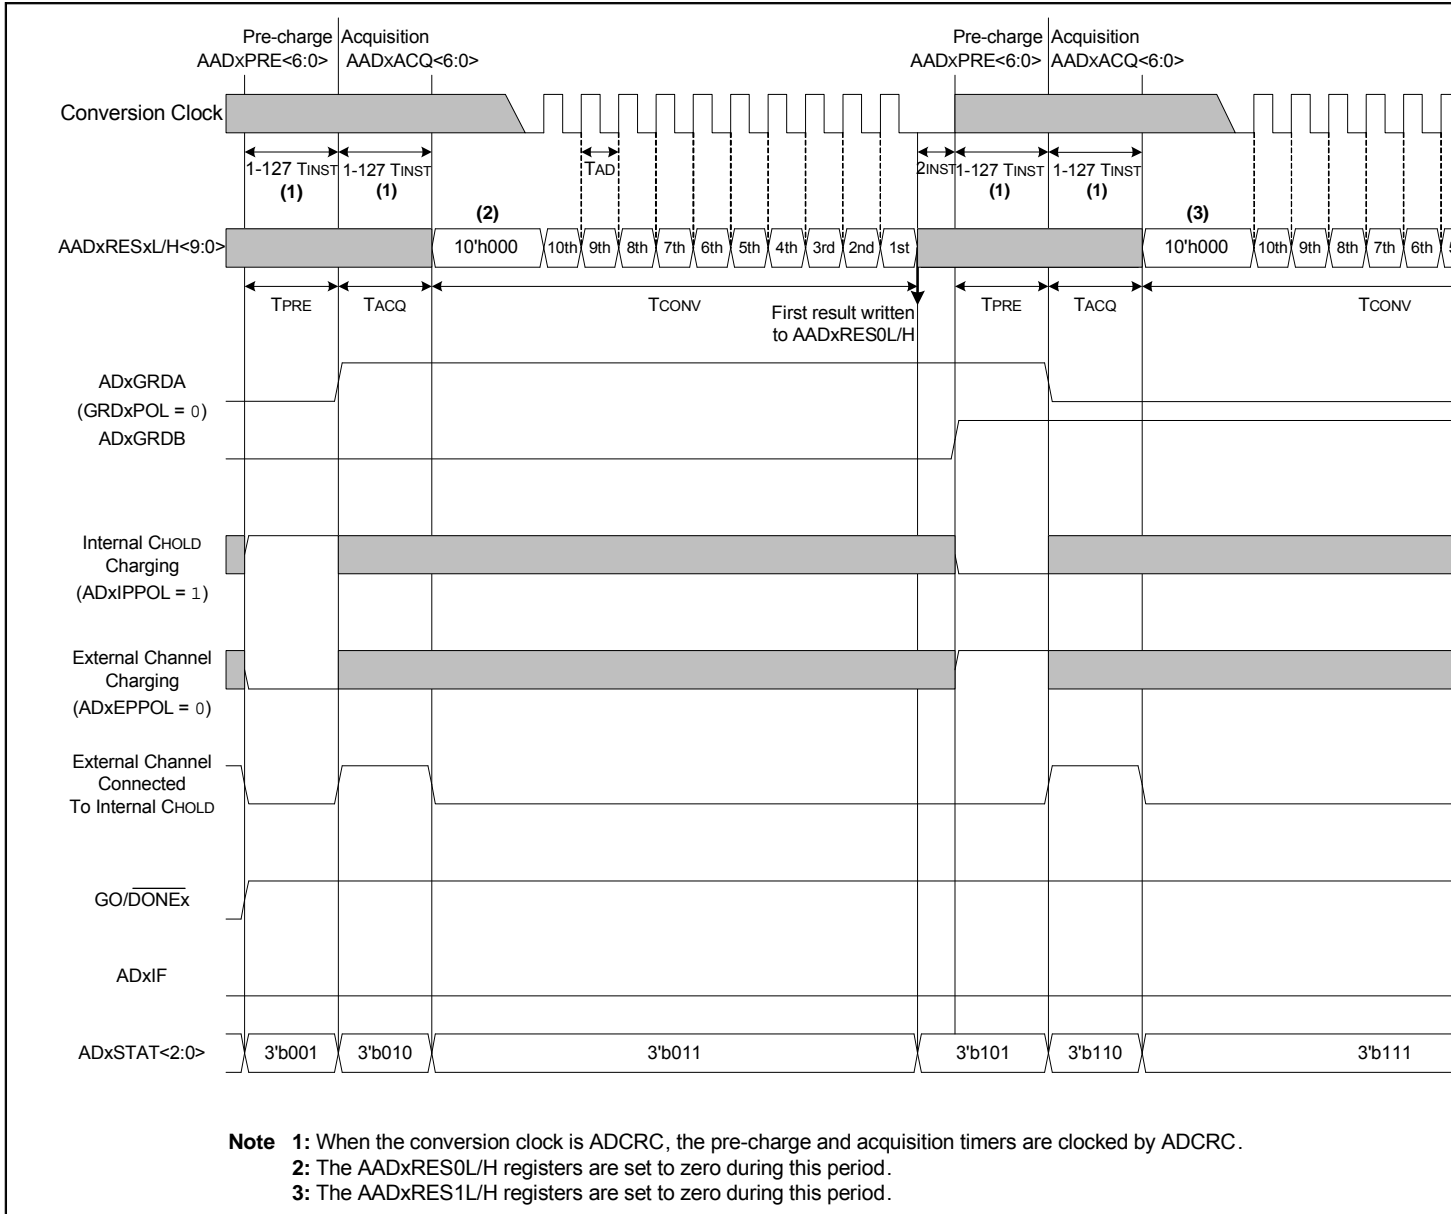 Pre-charge Acquisition Pre-charge Acquisition
AADxPRE<6:0> AADxACQ<6:0> AADxPRE<6:0> AADxACQ<6:0>
Conversion Clock
1-127 TINST 1-127 TINST TAD 2INST 1-127 TINST 1-127 TINST
(1) (1) (1) (1)
(2) (3)
AADxRESxL/H<9:0> 10'h000 10th 9th 8th 7th 6th 5th 4th 3rd 2nd 1st 10'h000 10th 9th 8th 7th 6th
TPRE TACQ TCONV TPRE TACQ TCONV
First result written
to AADxRES0L/H
ADxGRDA
(GRDxPOL = 0)
ADxGRDB
Internal CHOLD
Charging
(ADxIPPOL = 1)
External Channel
Charging
(ADxEPPOL = 0)
External Channel
Connected
To Internal CHOLD
GO/DONEx
ADxIF
ADxSTAT<2:0> 3'b001 3'b010 3'b011 3'b101 3'b110 3'b111
Note 1: When the conversion clock is ADCRC, the pre-charge and acquisition timers are clocked by ADCRC.
2: The AADxRES0L/H registers are set to zero during this period.
3: The AADxRES1L/H registers are set to zero during this period.